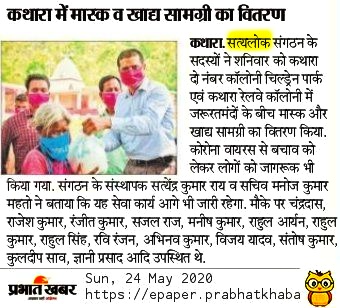 कथारा में मास्क व खाद्य सामग्री का वितरण
कथारा. सत्यलोक संगठन के
सदस्यों ने शनिवार को कथारा
दो नंबर कॉलोनी चिल्ड्रेन पार्क
एवं कथारा रेलवे कॉलोनी में
जरूरतमंदों के बीच मास्क और
खाद्य सामग्री का वितरण किया.
कोरोना वायरस से बचाव को
लेकर लोगों को जागरूक भी
किया गया. संगठन के संस्थापक सत्येंद्र कुमार राय व सचिव मनोज कुमार
महतो ने बताया कि यह सेवा कार्य आगे भी जारी रहेगा. मौके पर चंद्रदास,
राजेश कुमार, रंजीत कुमार, सजल राज, मनीष कुमार, राहुल आर्यन, राहुल
कुमार, राहुल सिंह, रवि रंजन, अभिनव कुमार, विजय यादव, संतोष कुमार,
कुलदीप साव, ज्ञानी प्रसाद आदि उपस्थित थे.
प्रभात खबर
Sun, 24 May 2020
https://epaper.prabhatkhaba